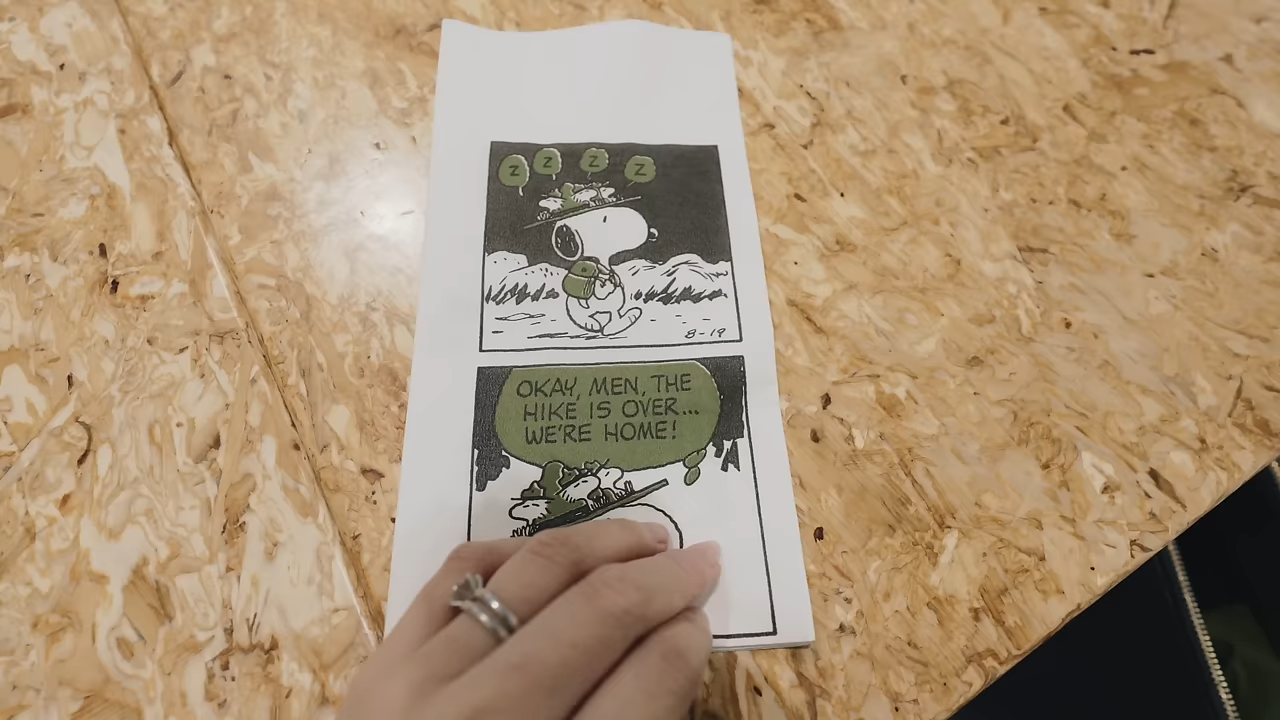 Z Z Z Z
8-19
OKAY, MEN, THE
HIKE IS OVER...
WE'RE HOME!